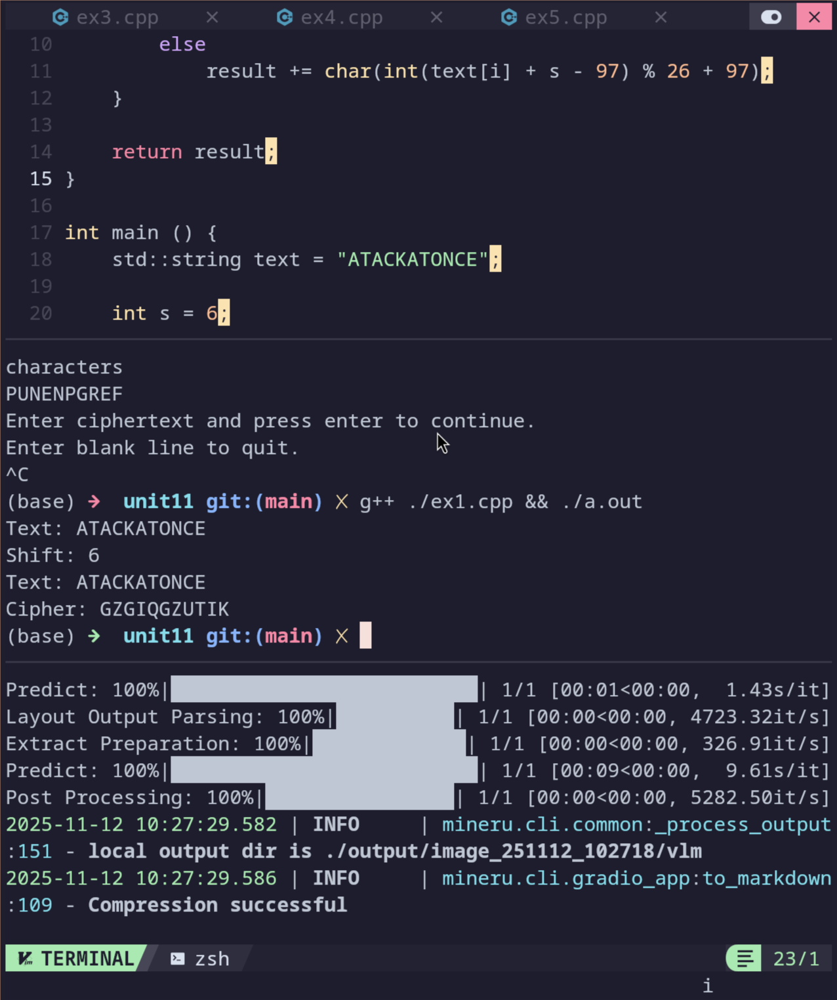 ex3.cpp × ex4.cpp × ex5.cpp × ×
10 else
11 result += char(int(text[i] + s - 97) % 26 + 97);
12 }
13
14 return result;
15 }
16
17 int main () {
18 std::string text = "ATACKATONCE";
19
20 int s = 6;
characters
PUNENPGREF
Enter ciphertext and press enter to continue.
Enter blank line to quit.
^C
(base) ➜ unit11 git:(main) ✗ g++ ./ex1.cpp && ./a.out
Text: ATACKATONCE
Shift: 6
Text: ATACKATONCE
Cipher: GZGIQGZUTIK
(base) ➜ unit11 git:(main) ✗
Predict: 100%|██████████| 1/1 [00:01<00:00, 1.43s/it]
Layout Output Parsing: 100%|████| 1/1 [00:00<00:00, 4723.32it/s]
Extract Preparation: 100%|█████| 1/1 [00:00<00:00, 326.91it/s]
Predict: 100%|██████████| 1/1 [00:09<00:00, 9.61s/it]
Post Processing: 100%|██████| 1/1 [00:00<00:00, 5282.50it/s]
2025-11-12 10:27:29.582 | INFO | mineru.cli.common:_process_output
:151 - local output dir is ./output/image_251112_102718/vlm
2025-11-12 10:27:29.586 | INFO | mineru.cli.gradio_app:to_markdown
:109 - Compression successful
TERMINAL zsh 23/1
i